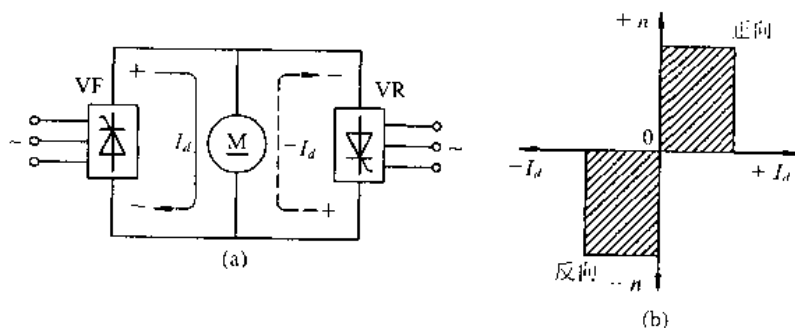 VF
+
−
~
I_d
M
−I_d
−
+
VR
~
(a)
+ n
正向
0
−I_d
+ I_d
反向
− n
(b)